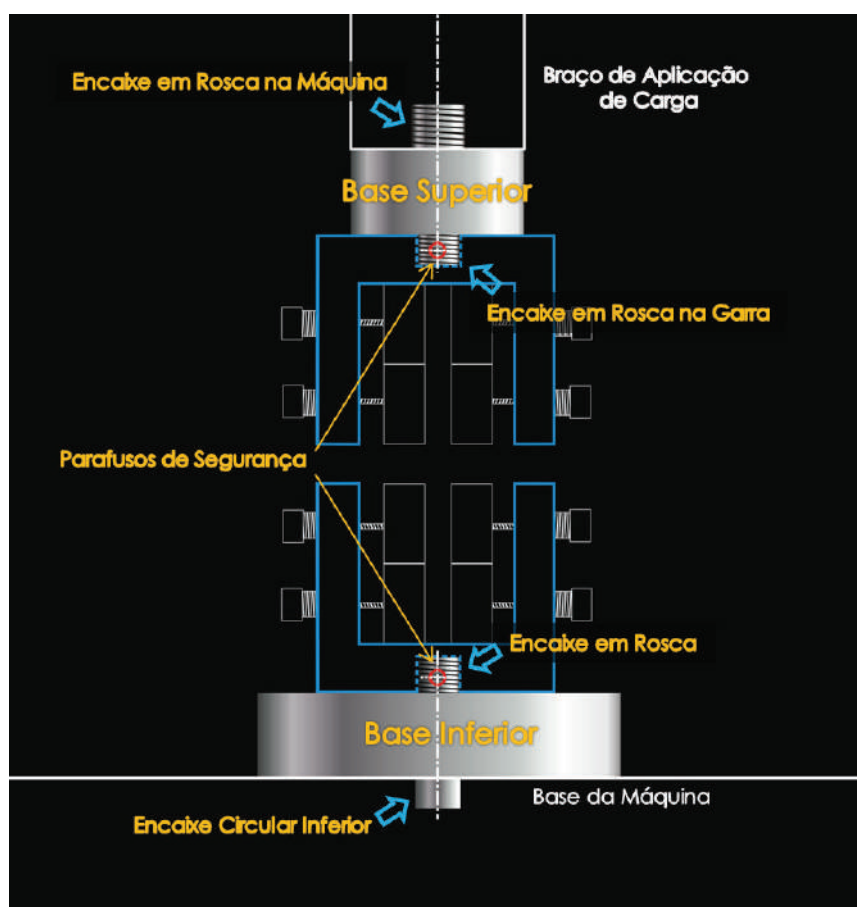 Encaixe em Rosca na Máquina
Braço de Aplicação
de Carga
Base Superior
Encaixe em Rosca na Garra
Parafusos de Segurança
Encaixe em Rosca
Base Inferior
Base da Máquina
Encaixe Circular Inferior